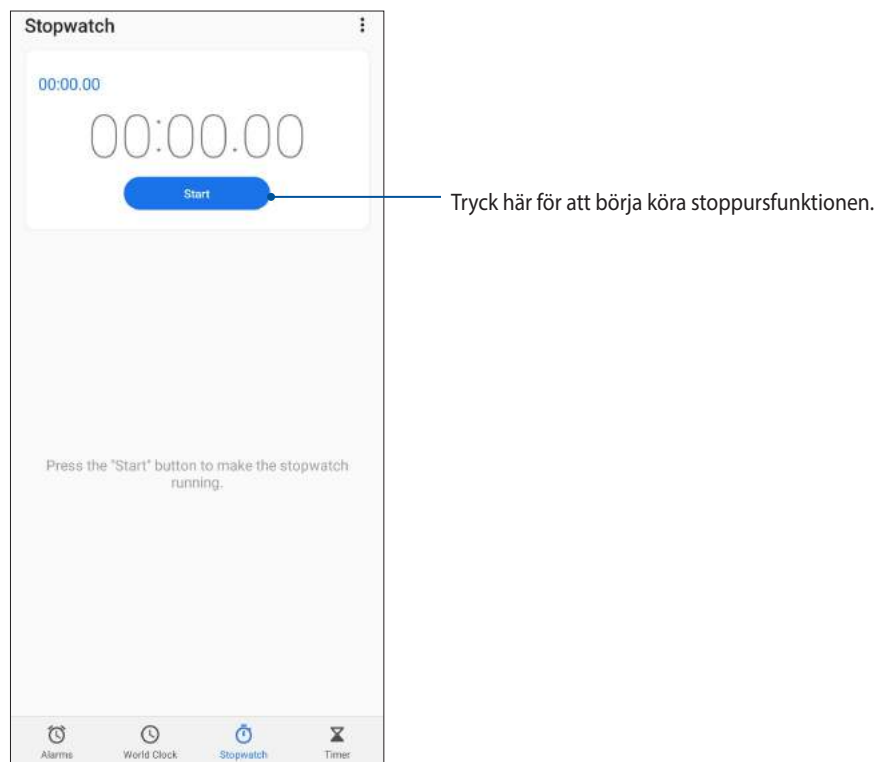 Stopwatch
00:00.00
00:00.00
Start
Tryck här för att börja köra stoppursfunktionen.
Press the "Start" button to make the stopwatch
running.
Alarms
World Clock
Stopwatch
Timer